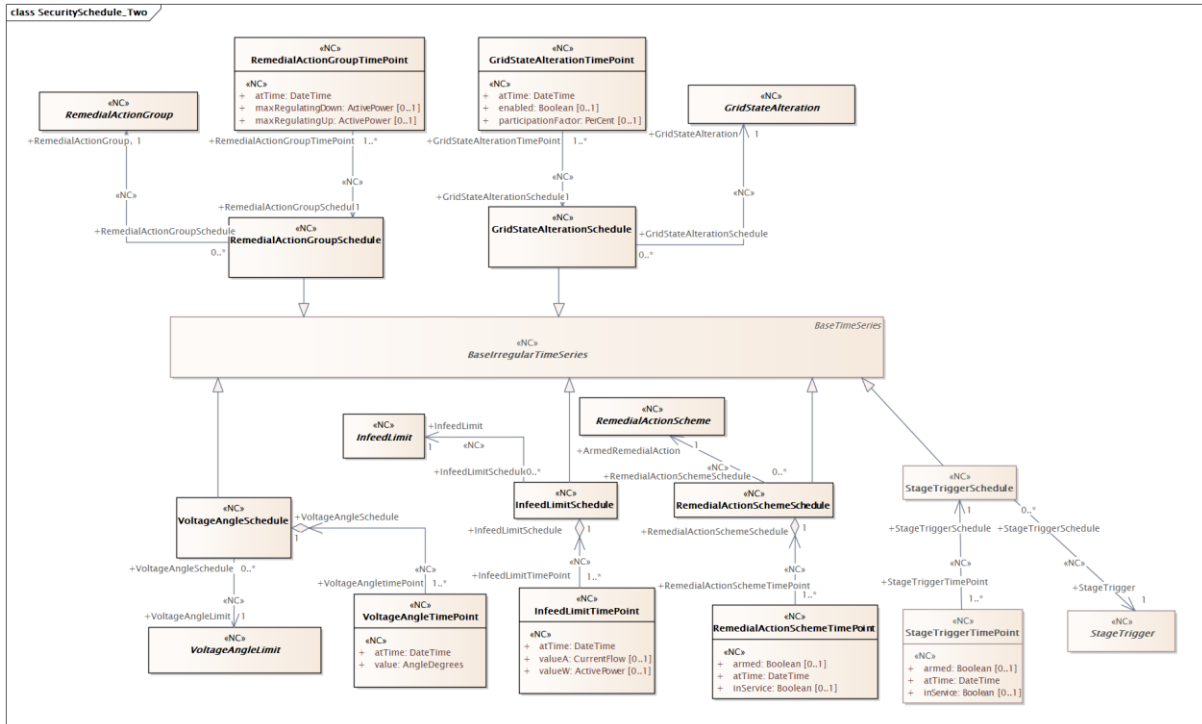 class SecuritySchedule_Two
«NC»
RemedialActionGroupTimePoint
«NC»
+ atTime: DateTime
+ maxRegulatingDown: ActivePower [0..1]
+ maxRegulatingUp: ActivePower [0..1]
«NC»
GridStateAlterationTimePoint
«NC»
+ atTime: DateTime
+ enabled: Boolean [0..1]
+ participationFactor: PerCent [0..1]
«NC»
RemedialActionGroup
«NC»
GridStateAlteration
+RemedialActionGroup 1
+RemedialActionGroupTimePoint 1..*
+GridStateAlterationTimePoint 1..*
+GridStateAlteration 1
«NC»
«NC»
«NC»
«NC»
+RemedialActionGroupSchedul 1
+GridStateAlterationSchedule 1
+RemedialActionGroupSchedule
0..*
«NC»
RemedialActionGroupSchedule
«NC»
GridStateAlterationSchedule
+GridStateAlterationSchedule
0..*
BaseTimeSeries
«NC»
BaseIrregularTimeSeries
«NC»
InfeedLimit
+InfeedLimit
1
«NC»
+InfeedLimitSchedule 0..*
«NC»
RemedialActionScheme
1
+ArmedRemedialAction
«NC»
+RemedialActionSchemeSchedule
0..*
«NC»
VoltageAngleSchedule
«NC»
InfeedLimitSchedule
«NC»
RemedialActionSchemeSchedule
«NC»
StageTriggerSchedule
+VoltageAngleSchedule
1
«NC»
+InfeedLimitSchedule 1
+RemedialActionSchemeSchedule 1
1
+StageTriggerSchedule
0..*
+StageTriggerSchedule
+VoltageAngleSchedule 0..*
«NC»
+VoltageAngleLimit 1
+VoltageAngletimePoint 1..*
«NC»
+InfeedLimitTimePoint
1..*
«NC»
+RemedialActionSchemeTimePoint
1..*
«NC»
+StageTriggerTimePoint
1..*
«NC»
+StageTrigger
1
«NC»
VoltageAngleLimit
«NC»
VoltageAngleTimePoint
«NC»
+ atTime: DateTime
+ value: AngleDegrees
«NC»
InfeedLimitTimePoint
«NC»
+ atTime: DateTime
+ valueA: CurrentFlow [0..1]
+ valueW: ActivePower [0..1]
«NC»
RemedialActionSchemeTimePoint
«NC»
+ armed: Boolean [0..1]
+ atTime: DateTime
+ inService: Boolean [0..1]
«NC»
StageTriggerTimePoint
«NC»
+ armed: Boolean [0..1]
+ atTime: DateTime
+ inService: Boolean [0..1]
«NC»
StageTrigger